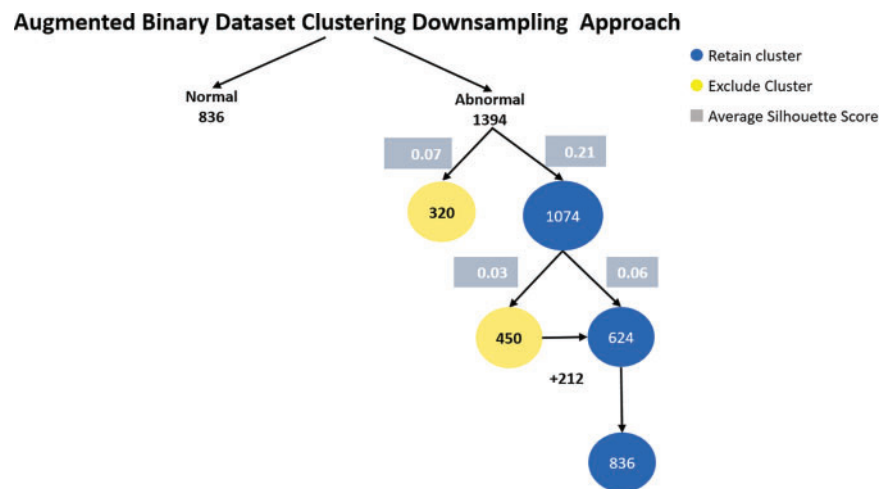 Augmented Binary Dataset Clustering Downsampling Approach
Retain cluster
Exclude Cluster
Average Silhouette Score
Normal
836
Abnormal
1394
0.07
0.21
320
1074
0.03
0.06
450
624
+212
836